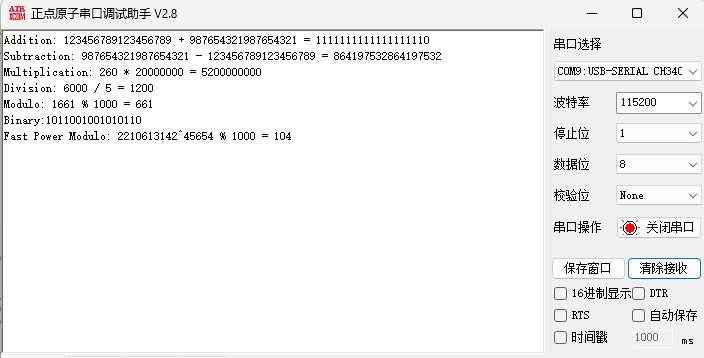 ATK
XCOM
正点原子串口调试助手 V2.8
Addition: 123456789123456789 + 987654321987654321 = 1111111111111111110
Subtraction: 987654321987654321 - 123456789123456789 = 864197532864197532
Multiplication: 260 * 20000000 = 5200000000
Division: 6000 / 5 = 1200
Modulo: 1661 % 1000 = 661
Binary:1011001001010110
Fast Power Modulo: 2210613142^45654 % 1000 = 104
串口选择
COM9:USB-SERIAL CH340
波特率 115200
停止位 1
数据位 8
校验位 None
串口操作 关闭串口
保存窗口 清除接收
16进制显示 DTR
RTS 自动保存
时间戳 1000 ms